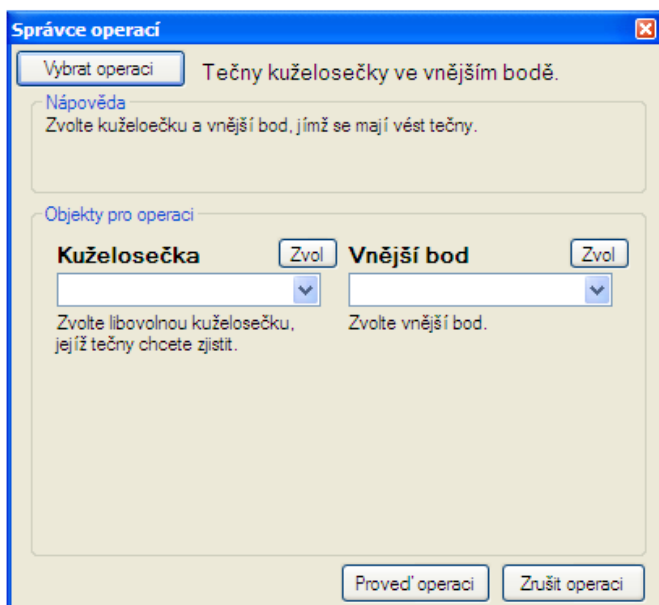 Správce operací
Vybrat operaci
Tečny kuželosečky ve vnějším bodě.
Nápověda
Zvolte kuželoečku a vnější bod, jímž se mají vést tečny.
Objekty pro operaci
Kuželosečka
Zvol
Vnější bod
Zvol
Zvolte libovolnou kuželosečku,
jejíž tečny chcete zjistit.
Zvolte vnější bod.
Proveď operaci
Zrušit operaci